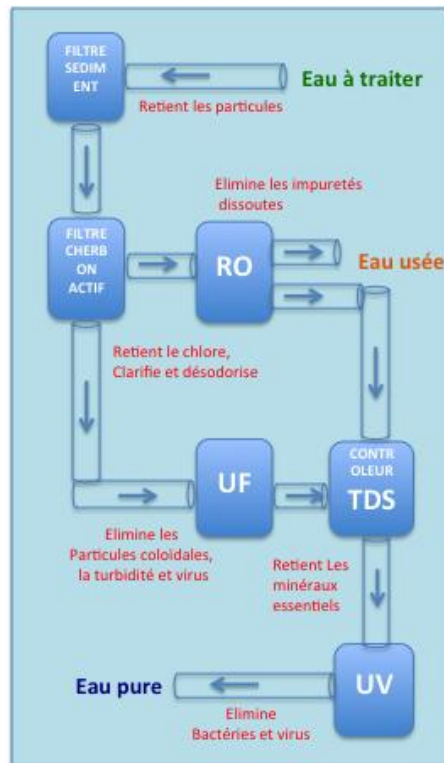 FILTRE
SEDIM
ENT
Eau à traiter
Retient les particules
Elimine les impuretés
dissoutes
FILTRE
CHERB
ON
ACTIF
RO
Eau usée
Retient le chlore,
Clarifie et désodorise
UF
CONTR
OLEUR
TDS
Elimine les
Particules coloïdales,
la turbidité et virus
Retient Les
minéraux
essentiels
Eau pure
UV
Elimine
Bactéries et virus